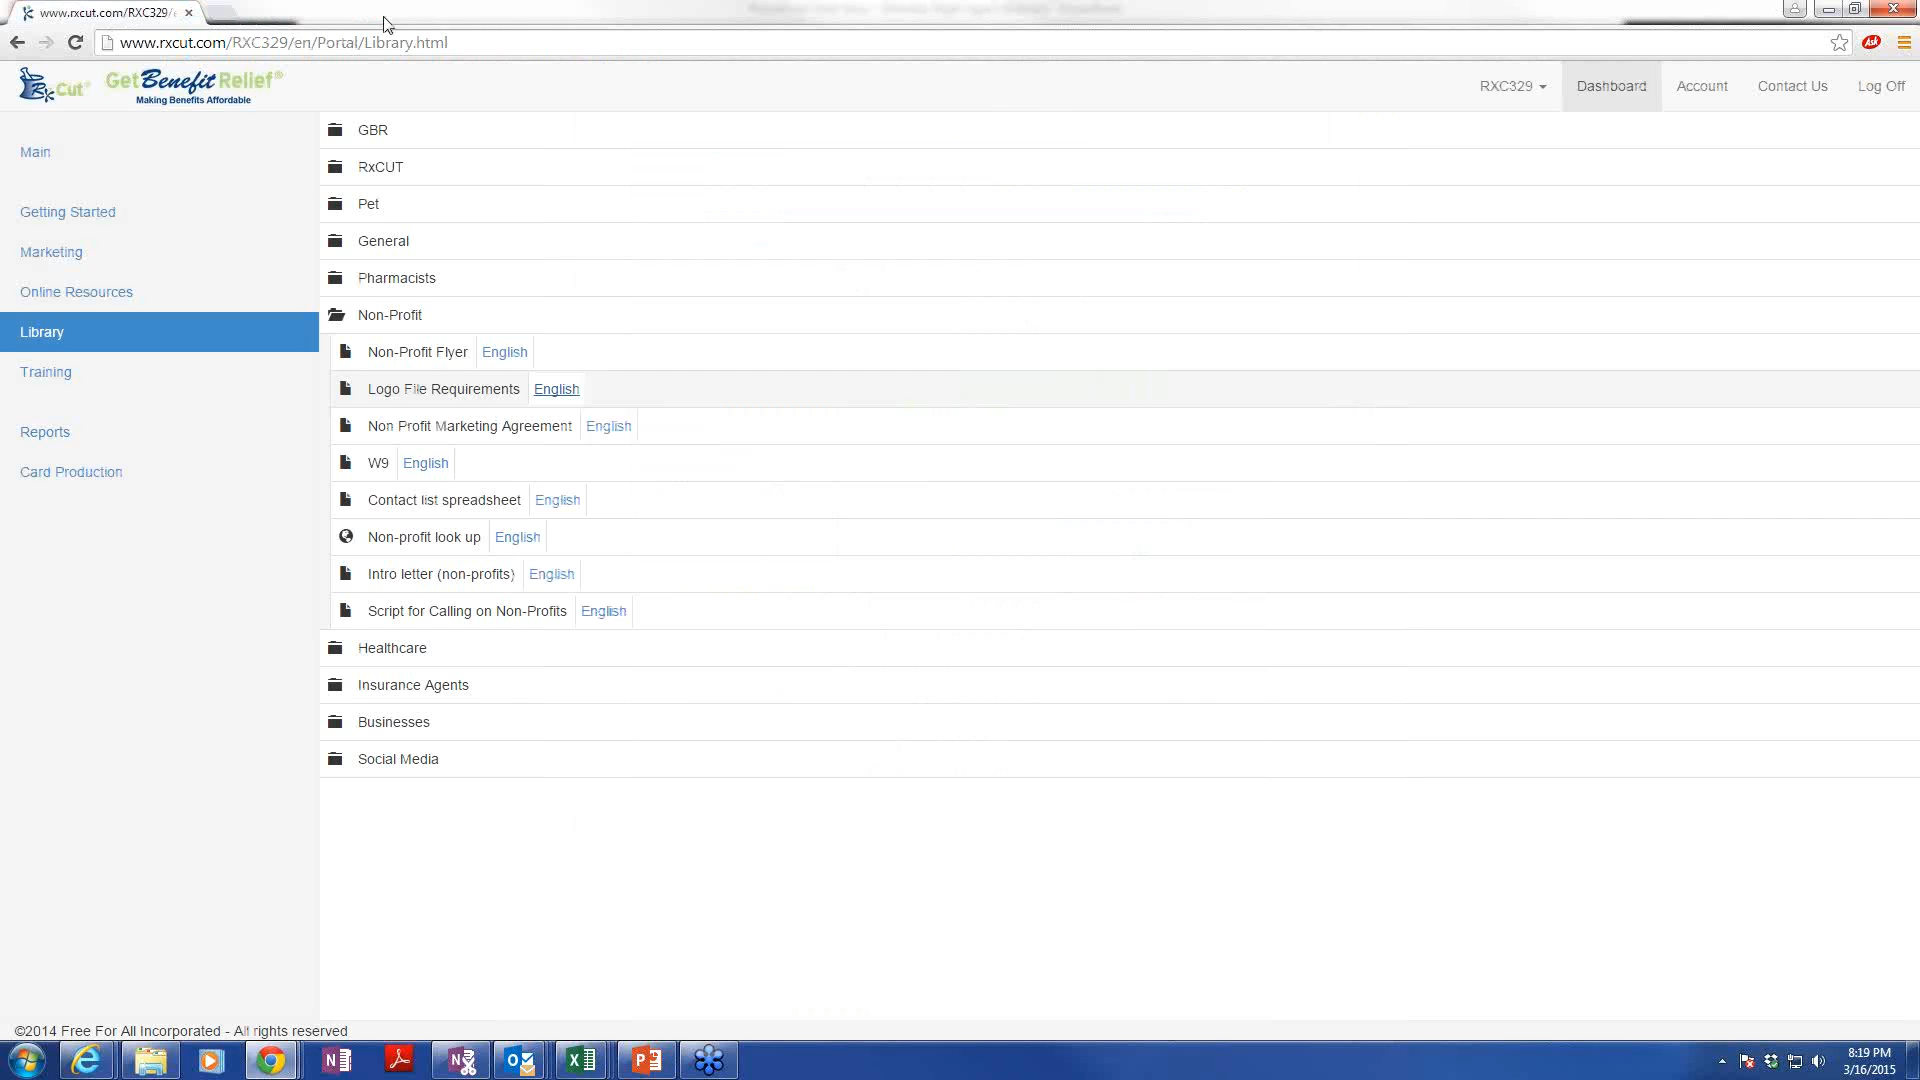 www.rxcut.com/RXC329/
www.rxcut.com/RXC329/en/Portal/Library.html
Ask
Rx Cut®
GetBenefitRelief®
Making Benefits Affordable
RXC329
Dashboard
Account
Contact Us
Log Off
Main
Getting Started
Marketing
Online Resources
Library
Training
Reports
Card Production
GBR
RxCUT
Pet
General
Pharmacists
Non-Profit
Non-Profit Flyer English
Logo File Requirements English
Non Profit Marketing Agreement English
W9 English
Contact list spreadsheet English
Non-profit look up English
Intro letter (non-profits) English
Script for Calling on Non-Profits English
Healthcare
Insurance Agents
Businesses
Social Media
©2014 Free For All Incorporated - All rights reserved
8:19 PM
3/16/2015